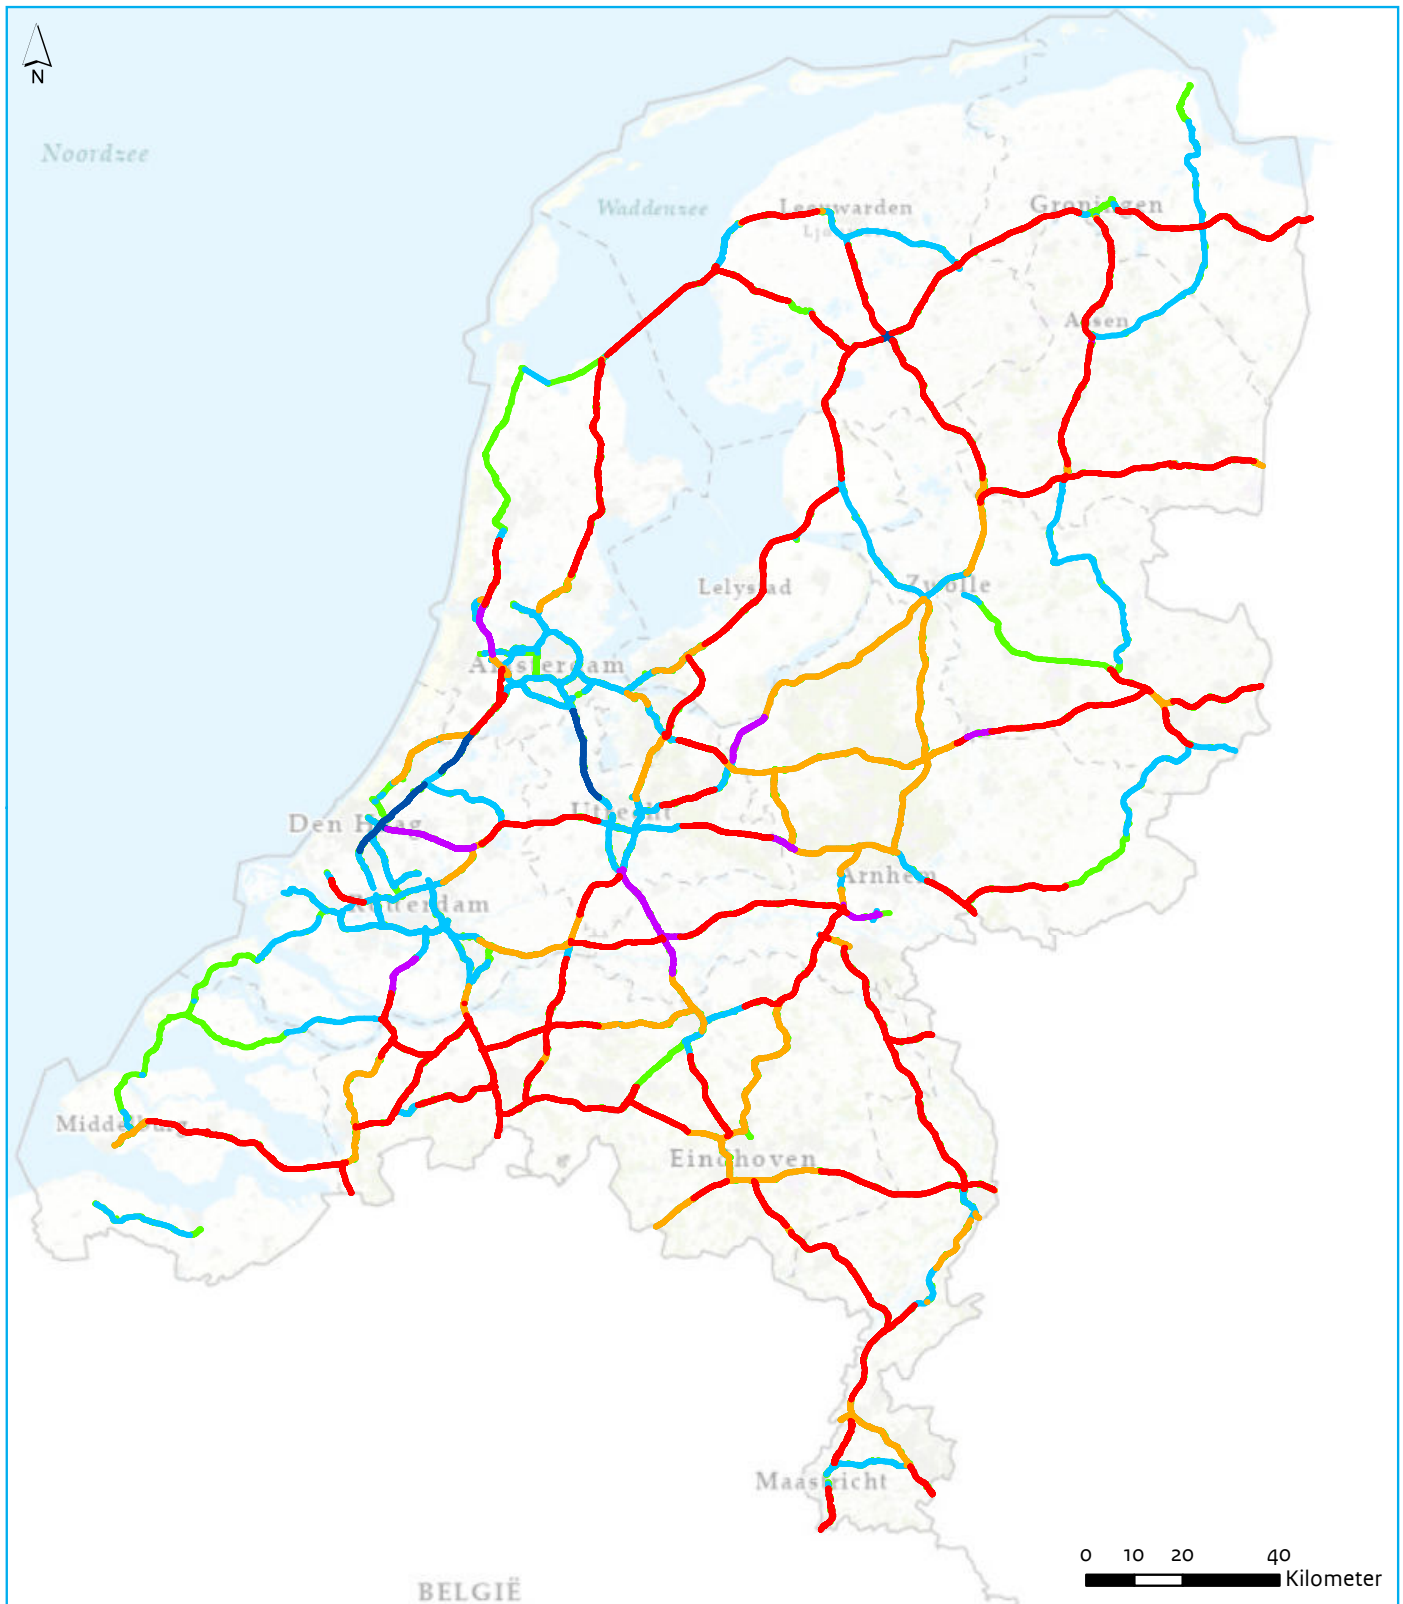 N
Noordzee
Waddenzee
Leeuwarden
Groningen
Assen
Lelystad
Zwolle
Amsterdam
Utrecht
Den Haag
Arnhem
Rotterdam
Middelburg
Eindhoven
Maastricht
0 10 20 40
Kilometer
BELGIË